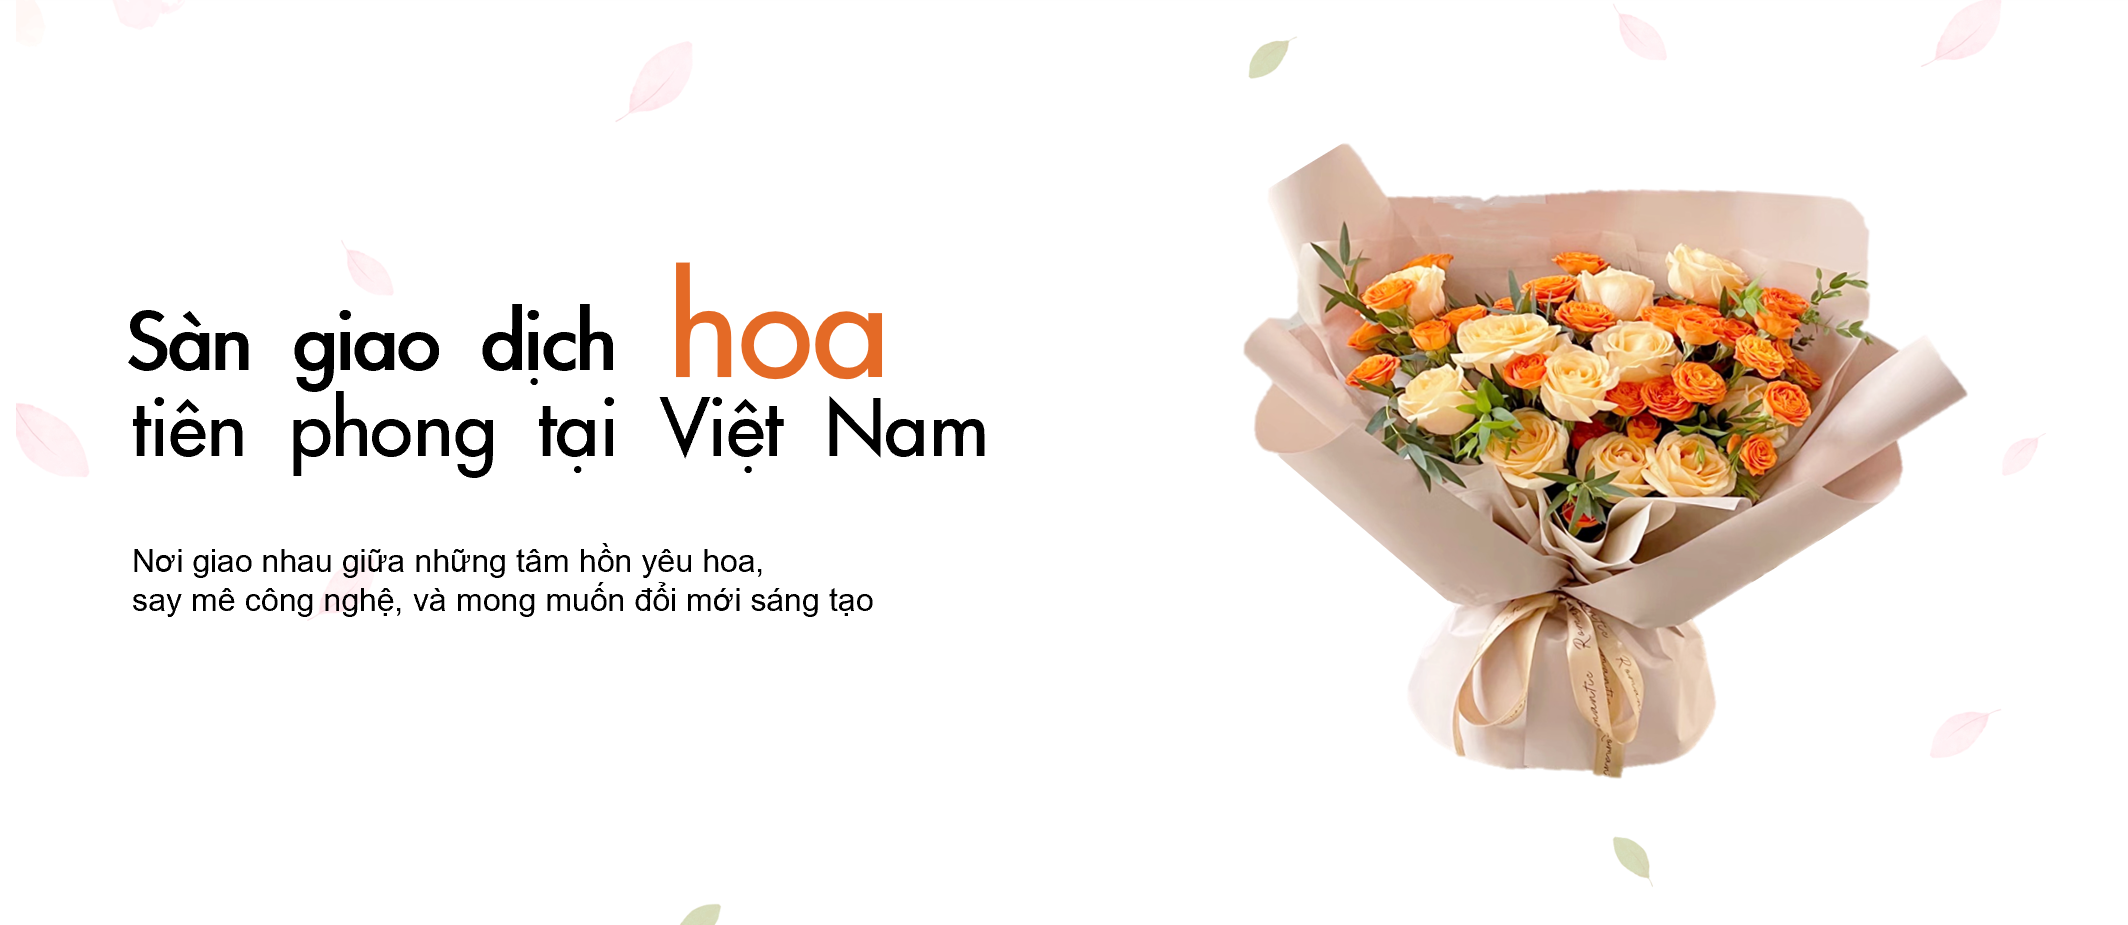 Sàn giao dịch hoa
tiên phong tại Việt Nam
Nơi giao nhau giữa những tâm hồn yêu hoa,
say mê công nghệ, và mong muốn đổi mới sáng tạo